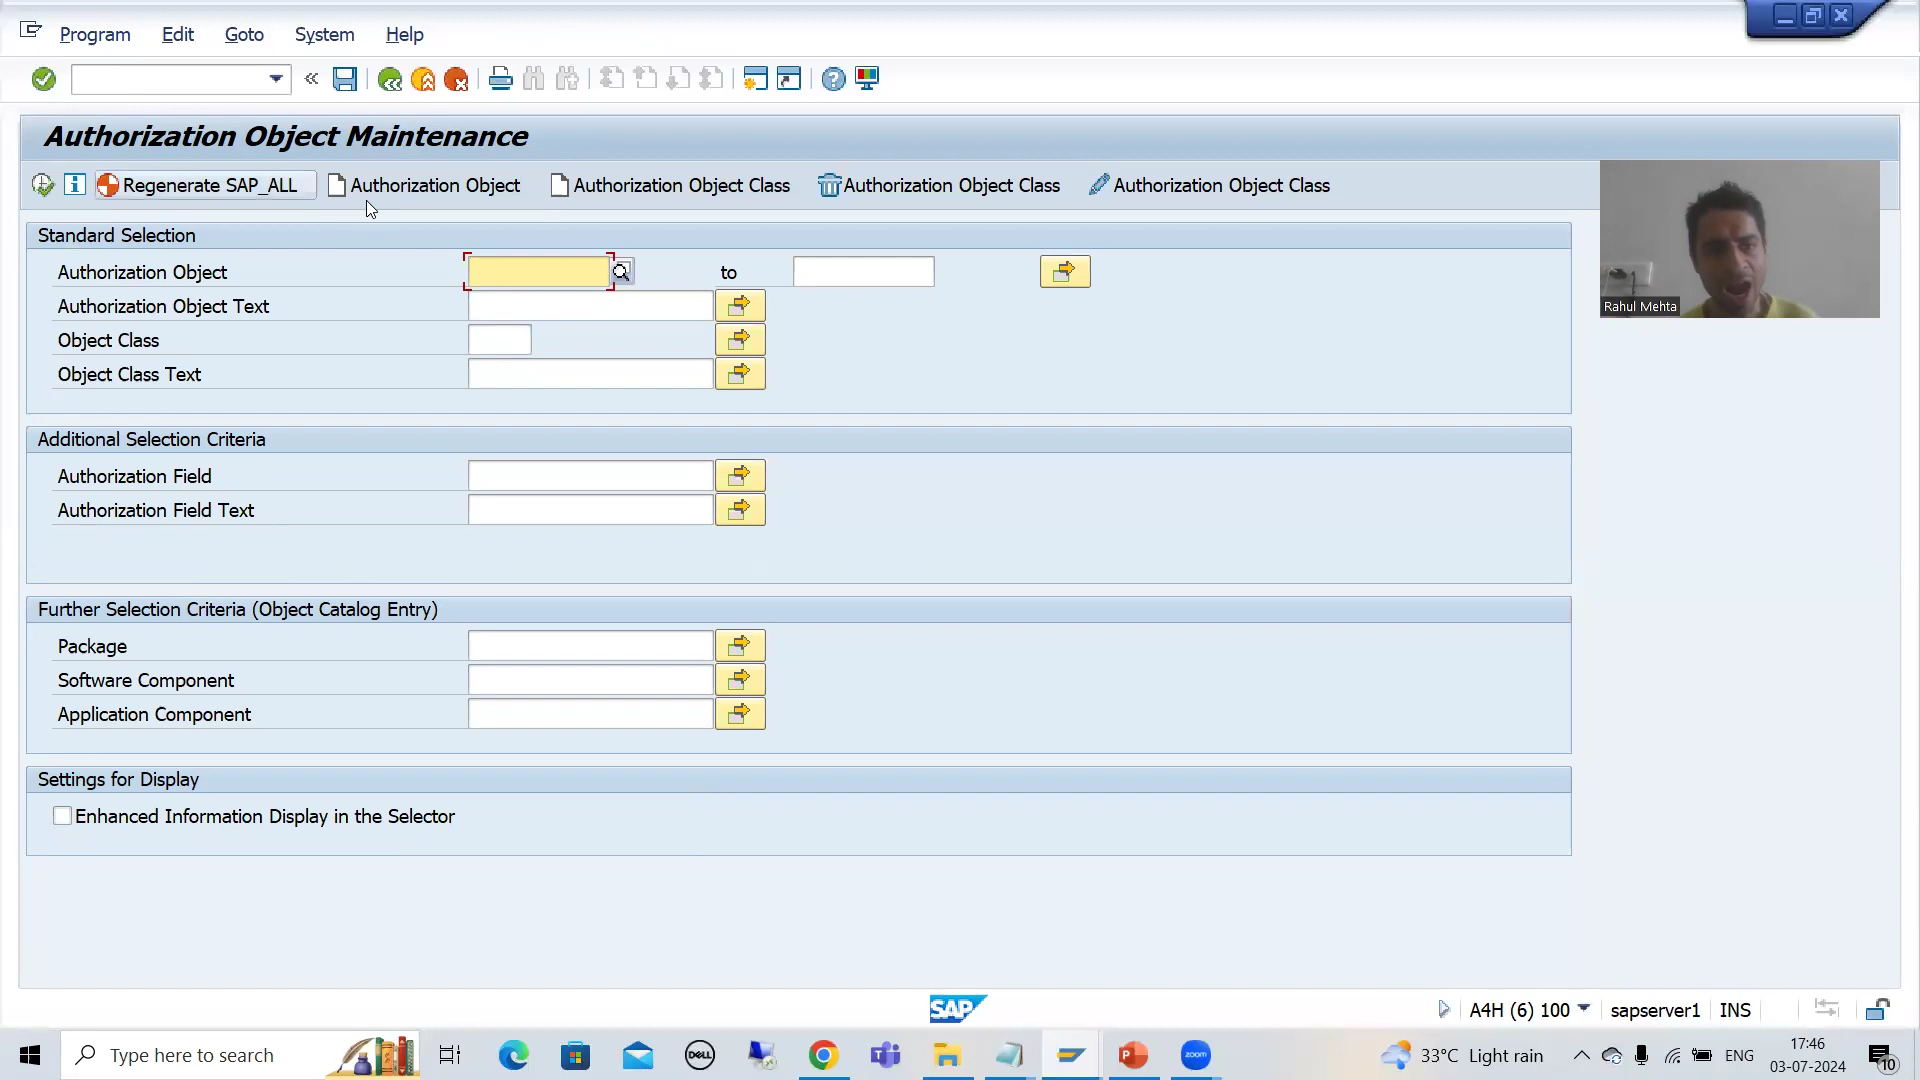 Program Edit Goto System Help
Authorization Object Maintenance
Regenerate SAP_ALL Authorization Object Authorization Object Class Authorization Object Class Authorization Object Class
Standard Selection
Authorization Object to
Authorization Object Text
Object Class
Object Class Text
Rahul Mehta
Additional Selection Criteria
Authorization Field
Authorization Field Text
Further Selection Criteria (Object Catalog Entry)
Package
Software Component
Application Component
Settings for Display
Enhanced Information Display in the Selector
SAP A4H (6) 100 sapserver1 INS
Type here to search DELL zoom 33°C Light rain ENG
17:46
03-07-2024
10